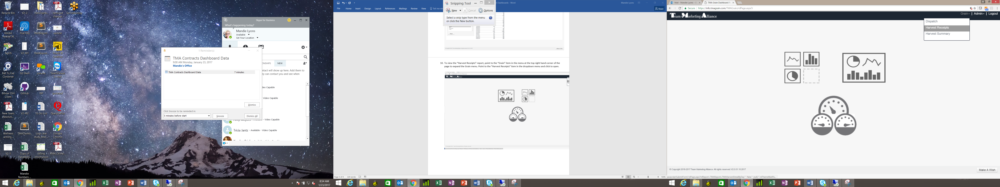 Recycle Bin
V2-2
TMADashb...
itemized charges
GoToMeeting
Adobe Reader XI
True Key
TMAReport...
update
AgOS
V2-M1
TMAReport...
Power BI Desktop
Bat To Exe Converter
Git Shell
join.me
TeamViewer 9 Host
Bitvise SSH Client
GitHub
VIP
updates2
New Years Resoluti...
V2-M2
To Do List
QueryExPlus
Wellness activity...
TMADashb...
Logi case study_Mid-...
Google Chrome
V2-1
Copy of FieldAlyti...
billing information
RXM_C654e...
Mandie Numbers ...
Skype for Business
What's happening today?
Mandie Lyons
Available
Set Your Location
ONSHIPS
NEW
ntact will show up here. Add them to
ey can contact you and see when
deo Capable
- Video Capable
- Video Capable
Tricia Jantz - Available - Video Capable
1 Reminder(s)
TMA Contracts Dashboard Data
9:00 AM Monday, January 23, 2017
Mandie's Office
TMA Contracts Dashboard Data
7 minutes
Dismiss
Click Snooze to be reminded in:
5 minutes before start
Snooze
Dismiss All
8:54 AM
1/23/2017
t Dashboards - Word
Mandie Lyons
File
Home
Insert
Design
Layout
References
Mailings
Review
View
Tell me wh
Share
Snipping Tool
New
Cancel
Options
Select a snip type from the menu
or click the New button.
10. To view the "Harvest Receipts" report, point to the "Grain" item in the menu at the top right hand corner of the
page to expand the Grain menu. Point to the "Harvest Receipts" item in the dropdown menu and click to open.
Team Marketing Alliance
Page 5 of 8
329 words
100%
Mail - Mandie Lyons - O
TMA Grain Dashboard P
Secure
https://info.tmagrain.com/TMAGrain/rdPage.aspx?r
Team Marketing Alliance
Grain
|
Admin
|
Logout
Dispatch
Harvest Receipts
Harvest Summary
© Copyright 2016-2017 Team Marketing Alliance. All rights reserved. V2.0.01.10.2017
Make A Wish
javascript:SubmitForm('rdPage.aspx?rdReport=TMAReports.TMAHarvestDetailByDay','','false','',null,['','rdThemeWaitPa...